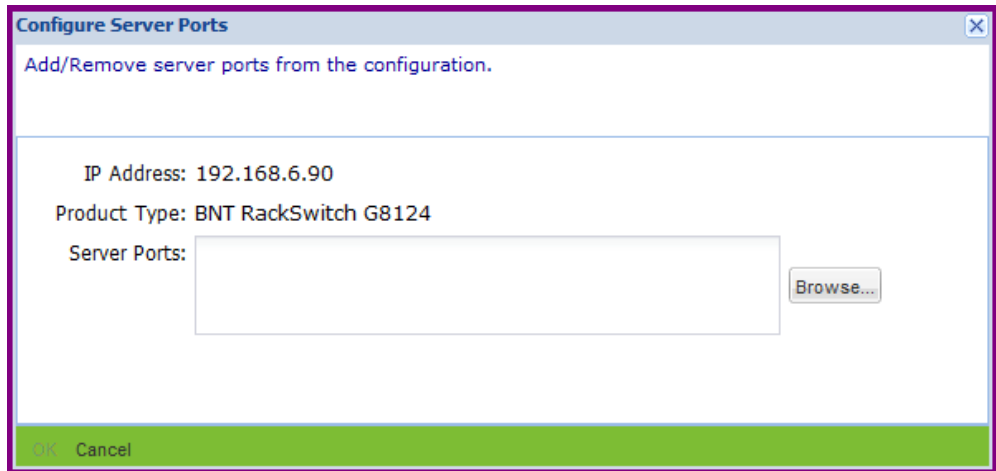 Configure Server Ports
Add/Remove server ports from the configuration.
IP Address: 192.168.6.90
Product Type: BNT RackSwitch G8124
Server Ports:
Browse...
OK Cancel